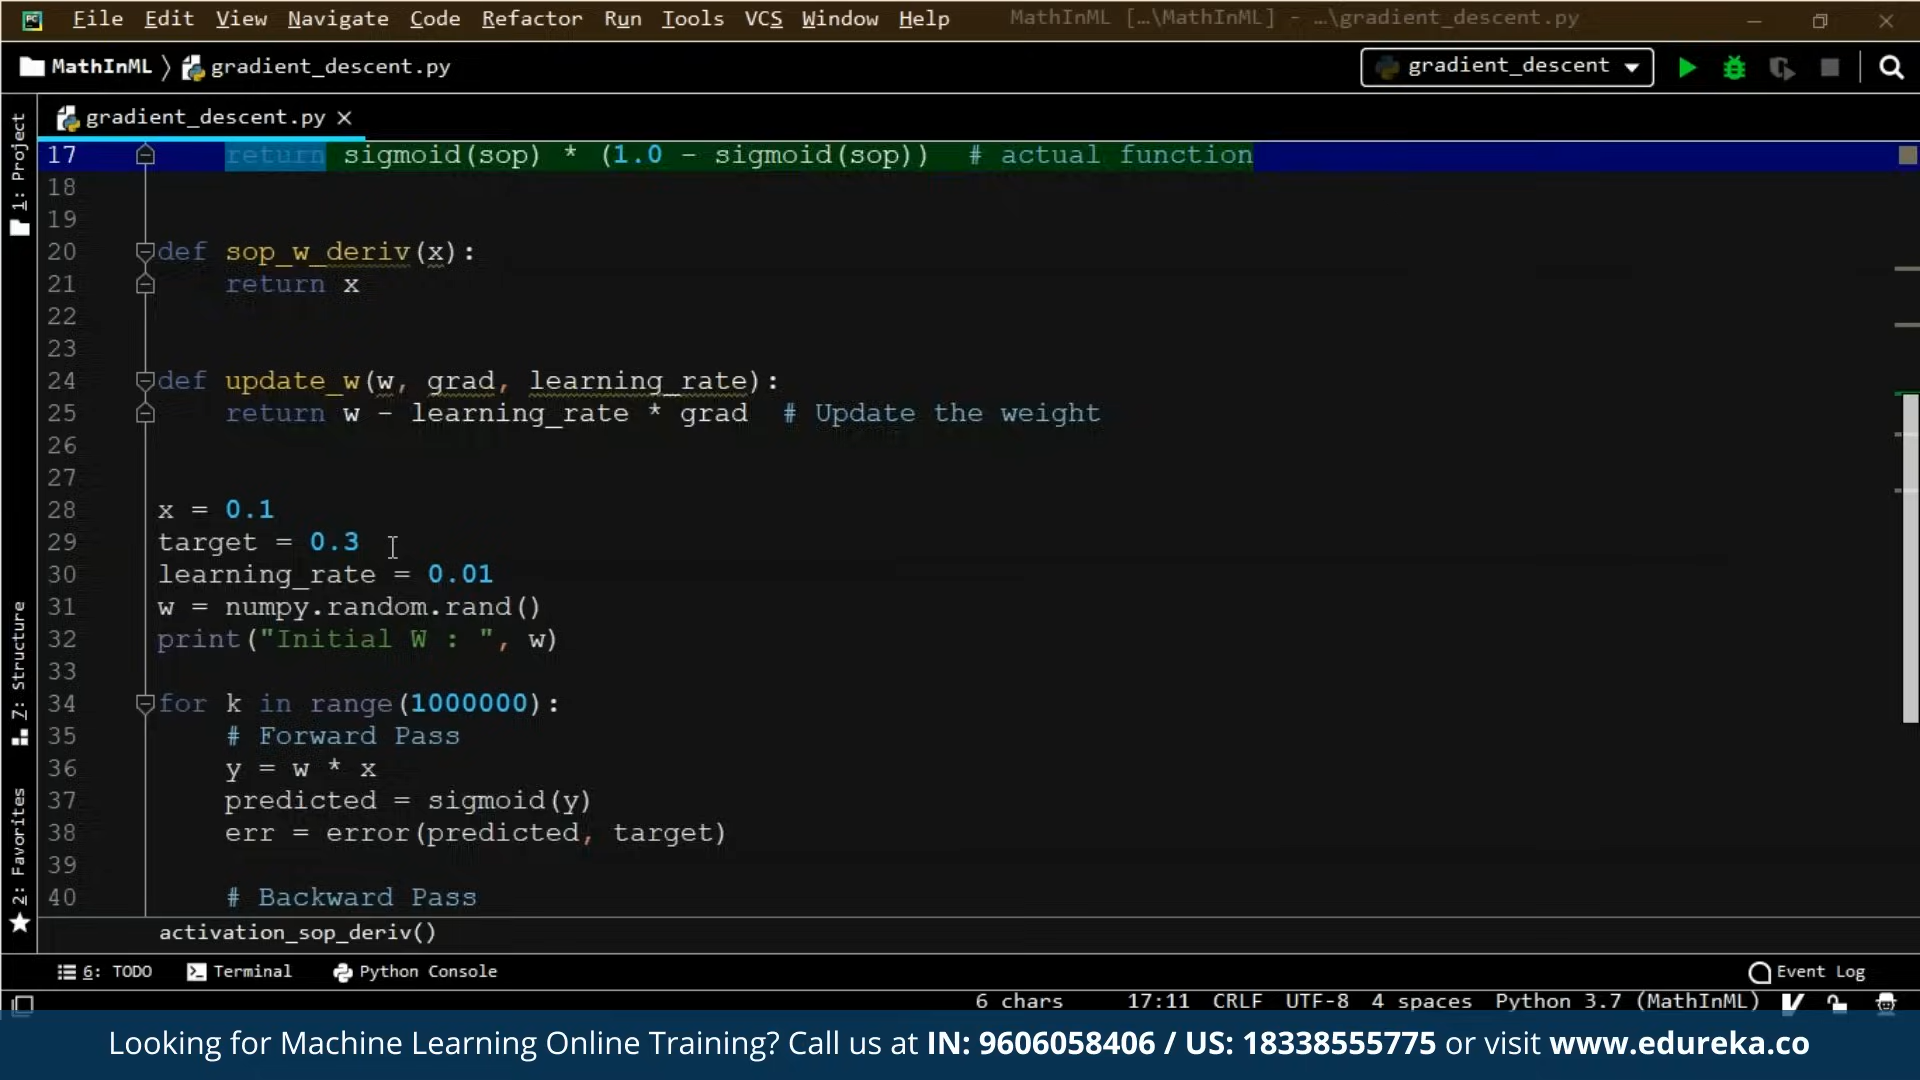 File Edit View Navigate Code Refactor Run Tools VCS Window Help MathInML […\MathInML] - …\gradient_descent.py
MathInML gradient_descent.py gradient_descent
gradient_descent.py
1: Project
7: Structure
2: Favorites
17 return sigmoid(sop) * (1.0 - sigmoid(sop)) # actual function
18
19
20 def sop_w_deriv(x):
21 return x
22
23
24 def update_w(w, grad, learning_rate):
25 return w - learning_rate * grad # Update the weight
26
27
28 x = 0.1
29 target = 0.3
30 learning_rate = 0.01
31 w = numpy.random.rand()
32 print("Initial W : ", w)
33
34 for k in range(1000000):
35 # Forward Pass
36 y = w * x
37 predicted = sigmoid(y)
38 err = error(predicted, target)
39
40 # Backward Pass
activation_sop_deriv()
6: TODO Terminal Python Console Event Log
6 chars 17:11 CRLF UTF-8 4 spaces Python 3.7 (MathInML)
Looking for Machine Learning Online Training? Call us at IN: 9606058406 / US: 18338555775 or visit www.edureka.co